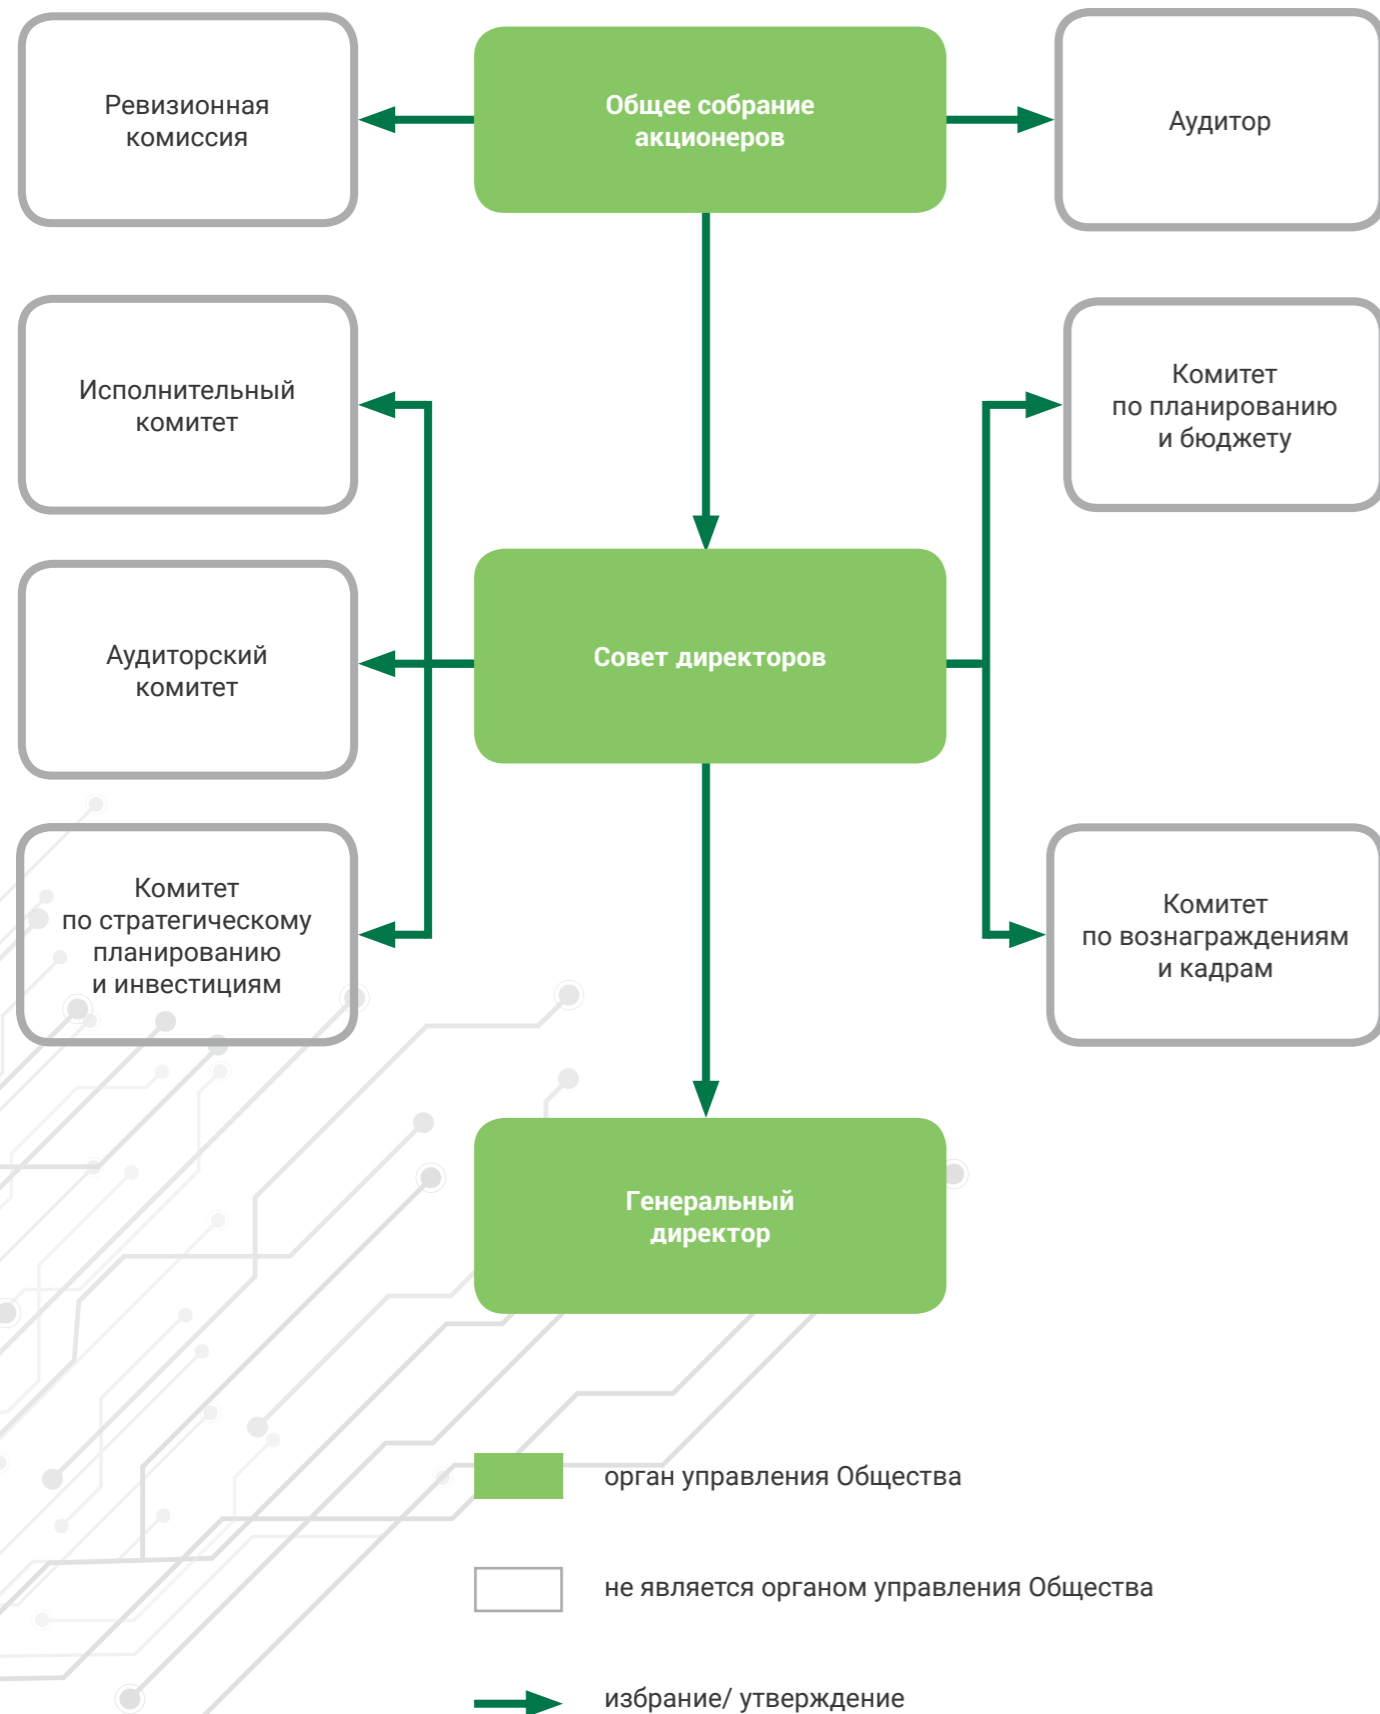 Ревизионная
комиссия
Общее собрание
акционеров
Аудитор
Исполнительный
комитет
Комитет
по планированию
и бюджету
Аудиторский
комитет
Совет директоров
Комитет
по стратегическому
планированию
и инвестициям
Комитет
по вознаграждениям
и кадрам
Генеральный
директор
орган управления Общества
не является органом управления Общества
избрание/ утверждение